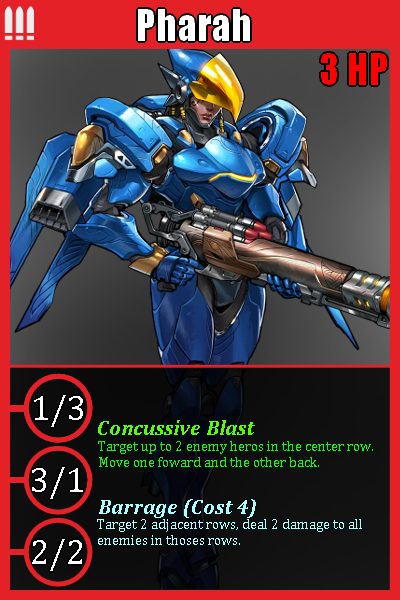 Pharah
3 HP
1/3
Concussive Blast
Target up to 2 enemy heros in the center row.
Move one foward and the other back.
3/1
Barrage (Cost 4)
Target 2 adjacent rows, deal 2 damage to all
enemies in thoses rows.
2/2